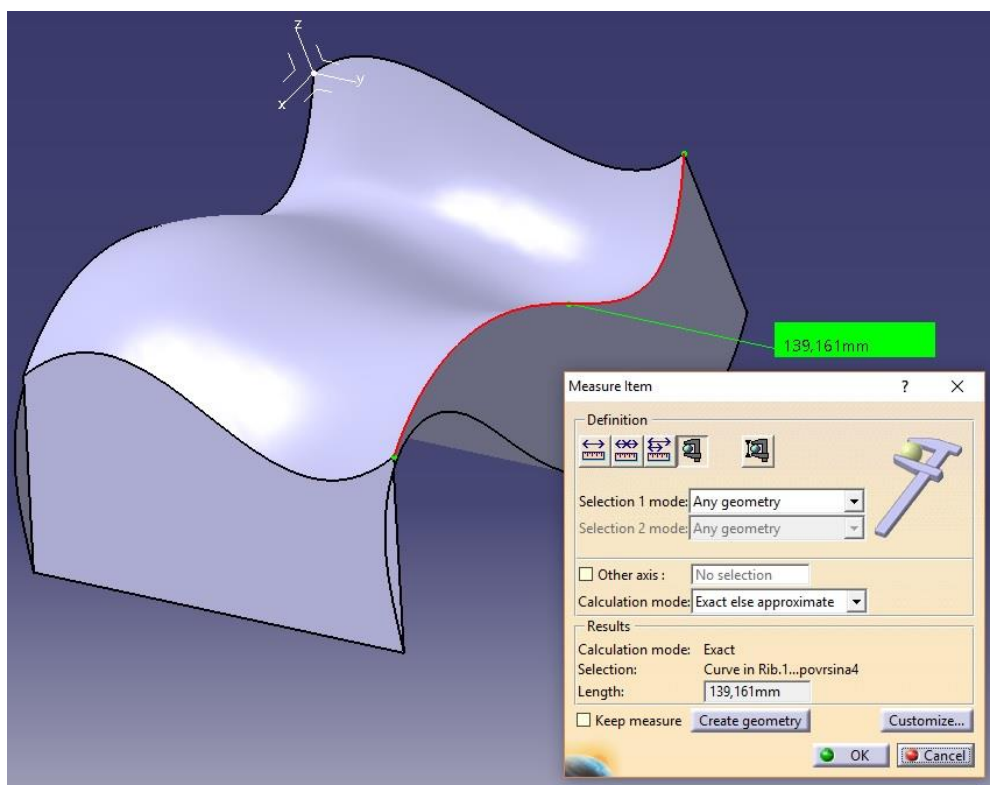 z
y
x
139,161mm
Measure Item
?
Definition
Selection 1 mode: Any geometry
Selection 2 mode: Any geometry
Other axis : No selection
Calculation mode: Exact else approximate
Results
Calculation mode: Exact
Selection: Curve in Rib.1...povrsina4
Length: 139,161mm
Keep measure Create geometry Customize...
OK Cancel